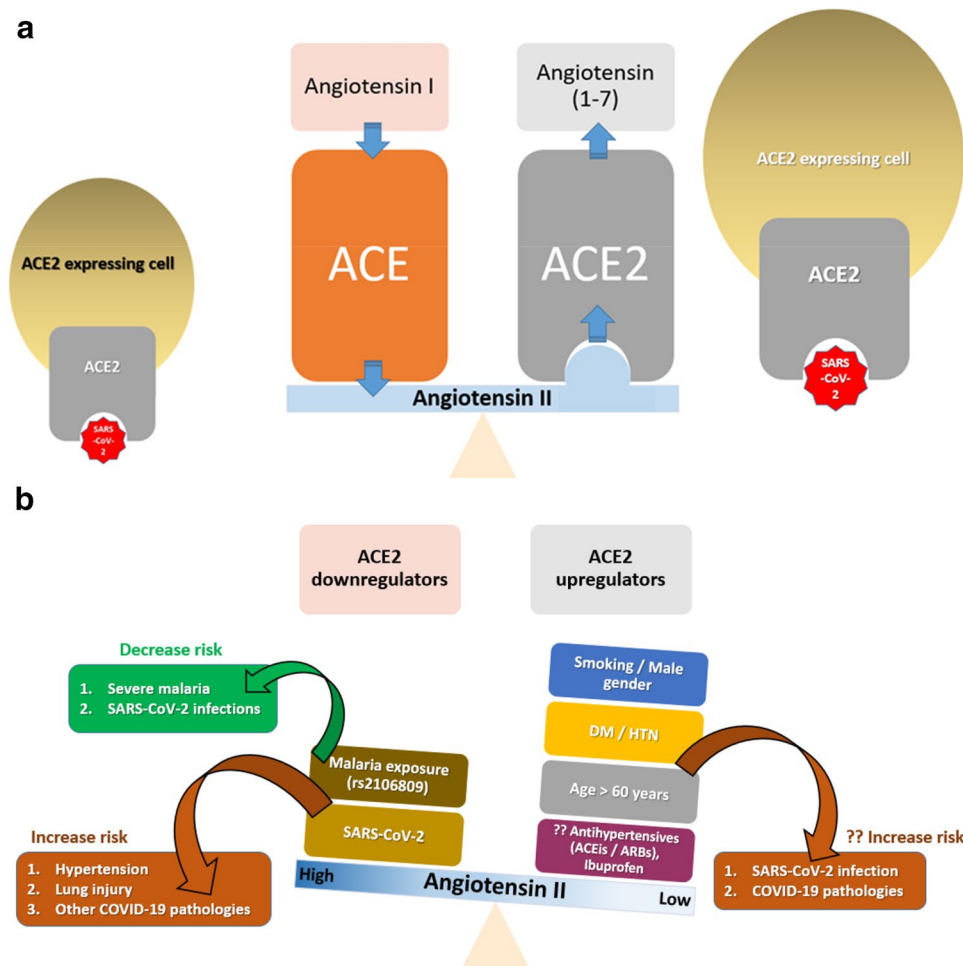 a
Angiotensin I
Angiotensin
(1-7)
ACE2 expressing cell
ACE2
SARS
-CoV-
2
ACE
ACE2
Angiotensin II
ACE2 expressing cell
ACE2
SARS
-CoV-
2
b
ACE2
downregulators
ACE2
upregulators
Decrease risk
1. Severe malaria
2. SARS-CoV-2 infections
Malaria exposure
(rs2106809)
SARS-CoV-2
Increase risk
1. Hypertension
2. Lung injury
3. Other COVID-19 pathologies
Smoking / Male
gender
DM / HTN
Age > 60 years
?? Antihypertensives
(ACEis / ARBs),
Ibuprofen
?? Increase risk
1. SARS-CoV-2 infection
2. COVID-19 pathologies
High
Angiotensin II
Low